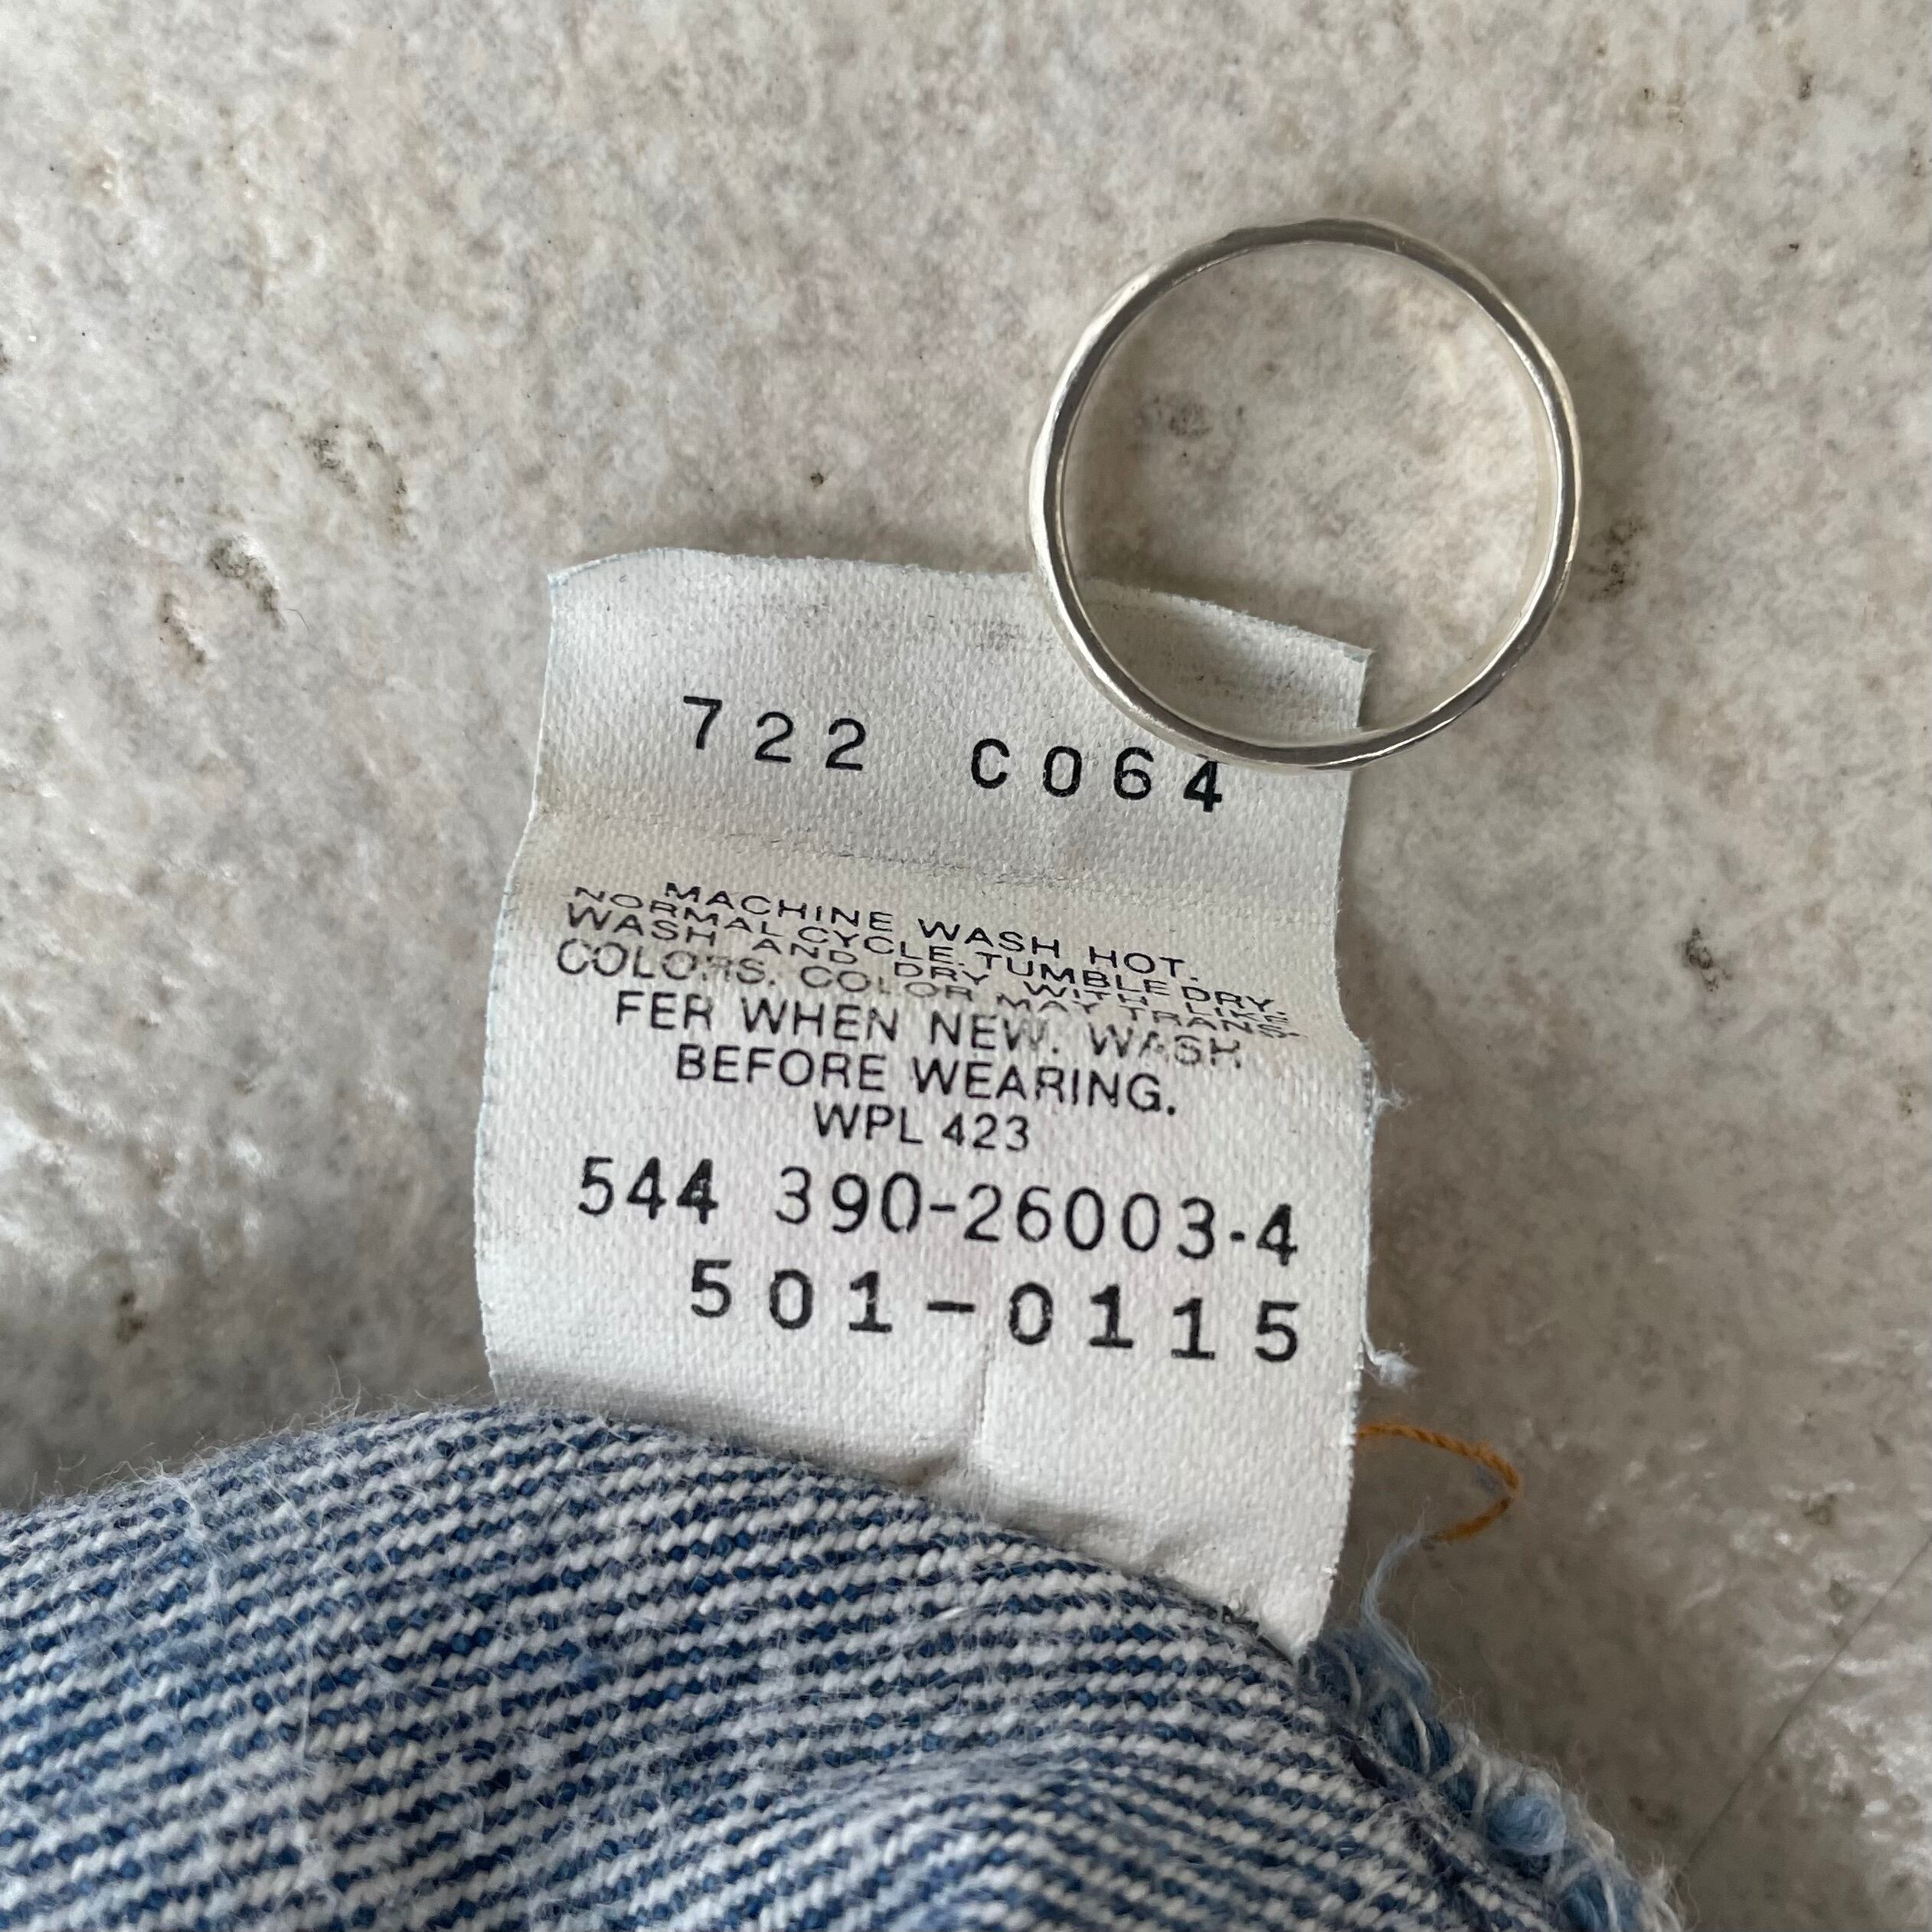 722 C064
MACHINE WASH HOT.
NORMAL CYCLE. TUMBLE DRY.
WASH AND DRY WITH LIKE
COLORS. COLOR MAY TRANS-
FER WHEN NEW. WASH
BEFORE WEARING.
WPL 423
544 390-26003-4
501-0115